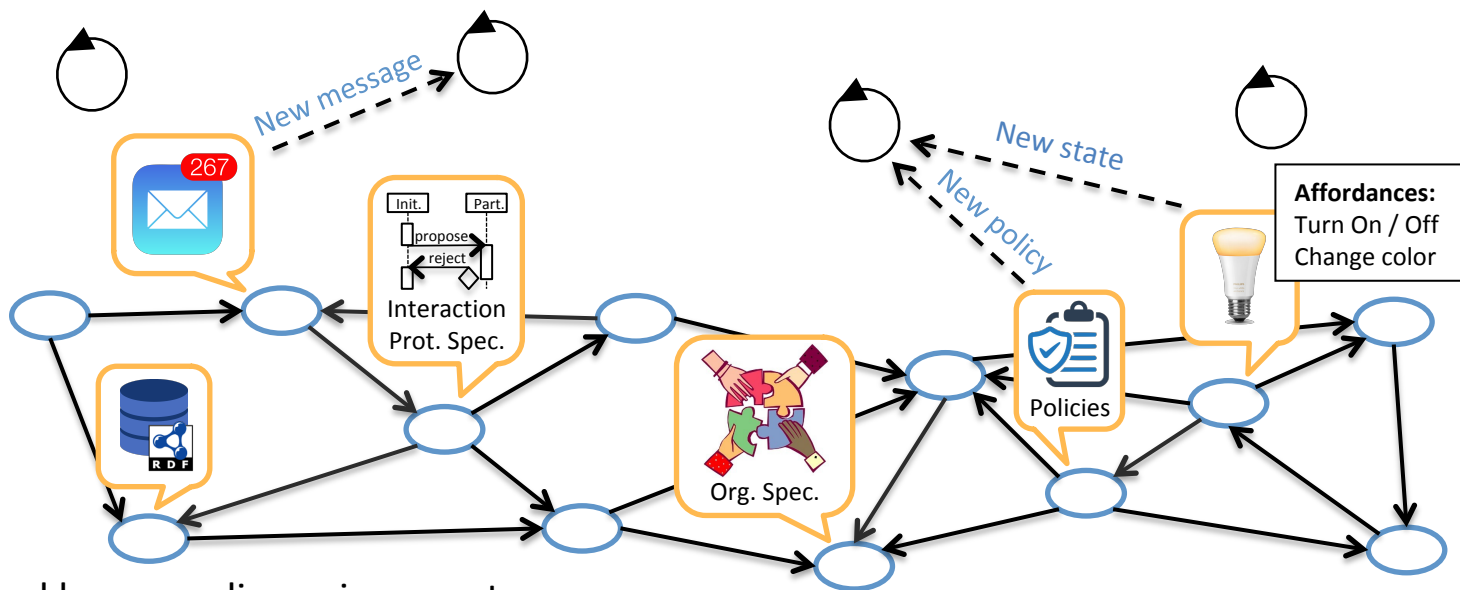 New message
267
New state
New policy
Affordances:
Turn On / Off
Change color
Init.
Part.
propose
reject
Interaction
Prot. Spec.
RDF
Org. Spec.
Policies